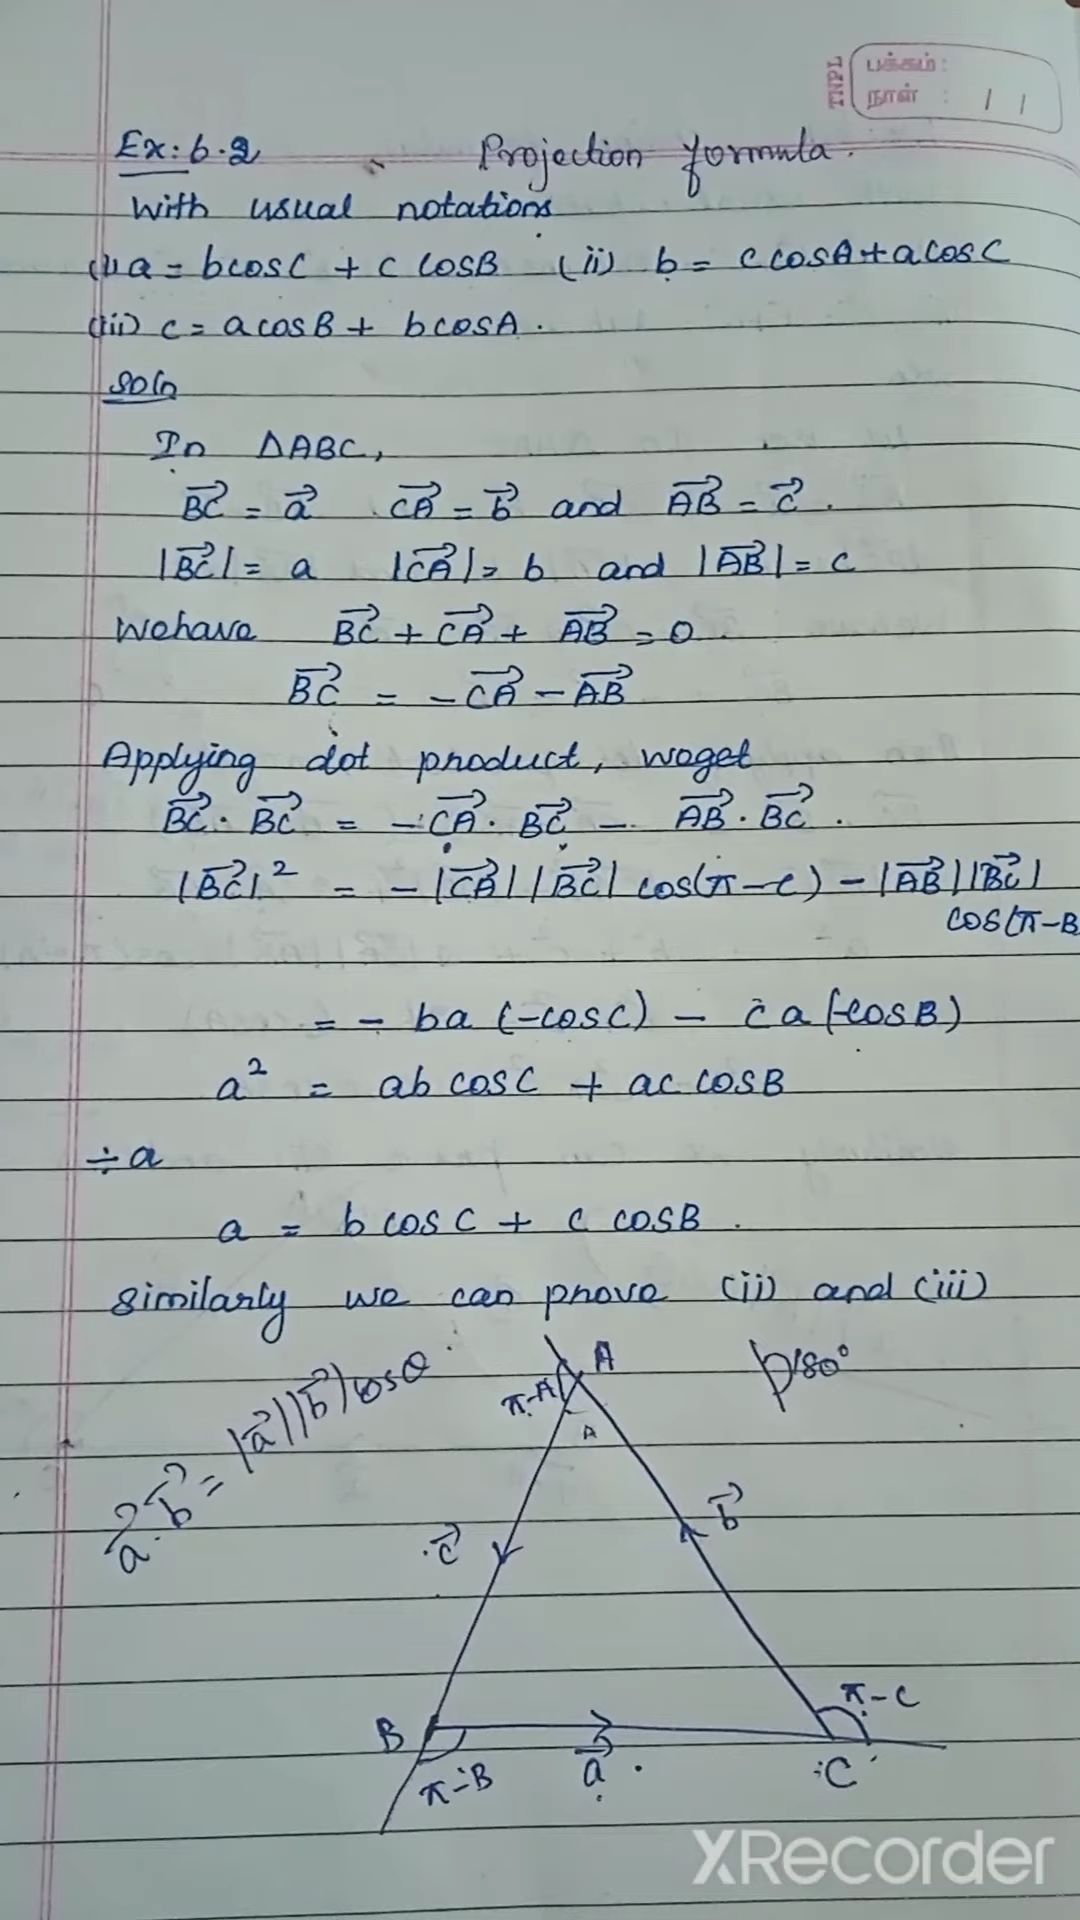 TNPL
பக்கம் :
நாள் : / /
Ex: 6.2 Projection formula.
With usual notations
(i) a = b cos C + c cos B (ii) b = c cos A + a cos C
(iii) c = a cos B + b cos A.
Soln
In ΔABC,
BC⃗ = a⃗ CA⃗ = b⃗ and AB⃗ = c⃗.
|BC⃗| = a |CA⃗| = b and |AB⃗| = c
We have BC⃗ + CA⃗ + AB⃗ = 0
BC⃗ = -CA⃗ - AB⃗
Applying dot product, we get
BC⃗ . BC⃗ = -CA⃗ . BC⃗ - AB⃗ . BC⃗.
|BC⃗|² = -|CA⃗| |BC⃗| cos(π-C) - |AB⃗| |BC⃗|
cos(π-B
= - ba (-cos C) - ca (-cos B)
a² = ab cos C + ac cos B
÷ a
a = b cos C + c cos B.
Similarly we can prove (ii) and (iii)
a⃗ . b⃗ = |a⃗| |b⃗| cos θ
A
180°
π-A
A
c⃗
b⃗
π-C
B
π-B
a⃗
C
XRecorder